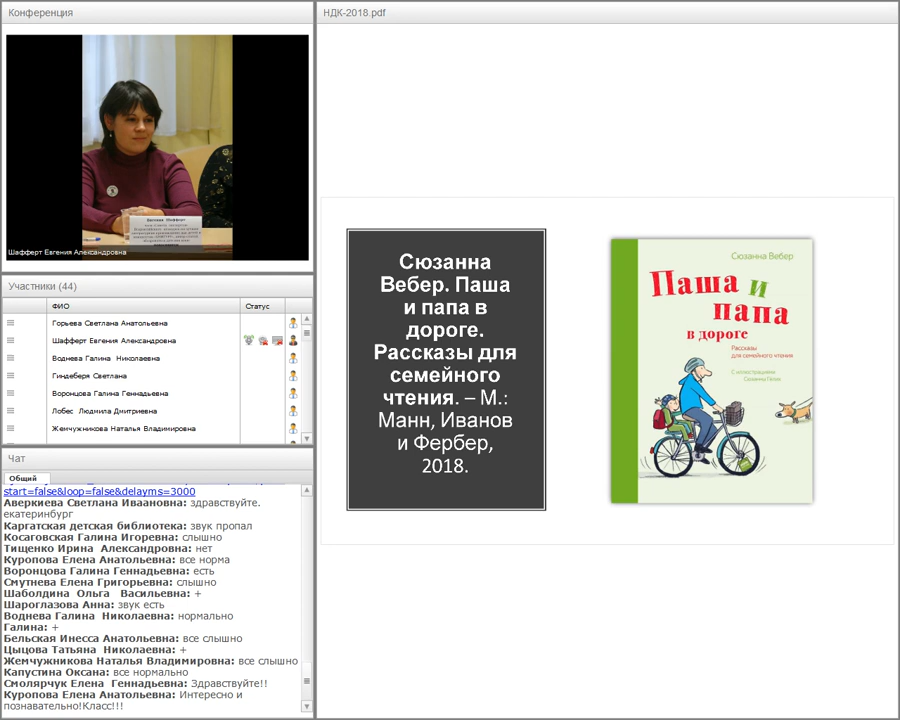 Конференция
Шафферт Евгения Александровна
Участники (44)
ФИО
Статус
Горьева Светлана Анатольевна
Шафферт Евгения Александровна
Воднева Галина Николаевна
Гиндеберя Светлана
Воронцова Галина Геннадьевна
Лобес Людмила Дмитриевна
Жемчужникова Наталья Владимировна
Чат
Общий
start=false&loop=false&delayms=3000
Аверкиева Светлана Иваановна: здравствуйте.
екатеринбург
Каргатская детская библиотека: звук пропал
Косаговская Галина Игоревна: слышно
Тищенко Ирина Александровна: нет
Куропова Елена Анатольевна: все норма
Воронцова Галина Геннадьевна: есть
Смутнева Елена Григорьевна: слышно
Шаболдина Ольга Васильевна: +
Шароглазова Анна: звук есть
Воднева Галина Николаевна: нормально
Галина: +
Бельская Инесса Анатольевна: все слышно
Цыцова Татьяна Николаевна: +
Жемчужникова Наталья Владимировна: все слышно
Капустина Оксана: все нормально
Смолярчук Елена Геннадьевна: Здравствуйте!!
Куропова Елена Анатольевна: Интересно и
познавательно!Класс!!!
НДК-2018.pdf
Сюзанна
Вебер. Паша
и папа в
дороге.
Рассказы для
семейного
чтения. – М.:
Манн, Иванов
и Фербер,
2018.
Сюзанна Вебер
Паша и
папа
в дороге
Рассказы
для семейного чтения
С иллюстрациями